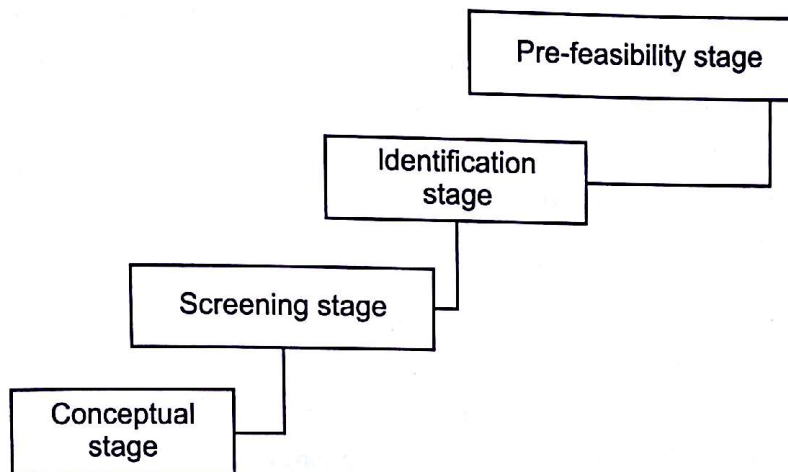 Pre-feasibility stage
Identification
stage
Screening stage
Conceptual
stage